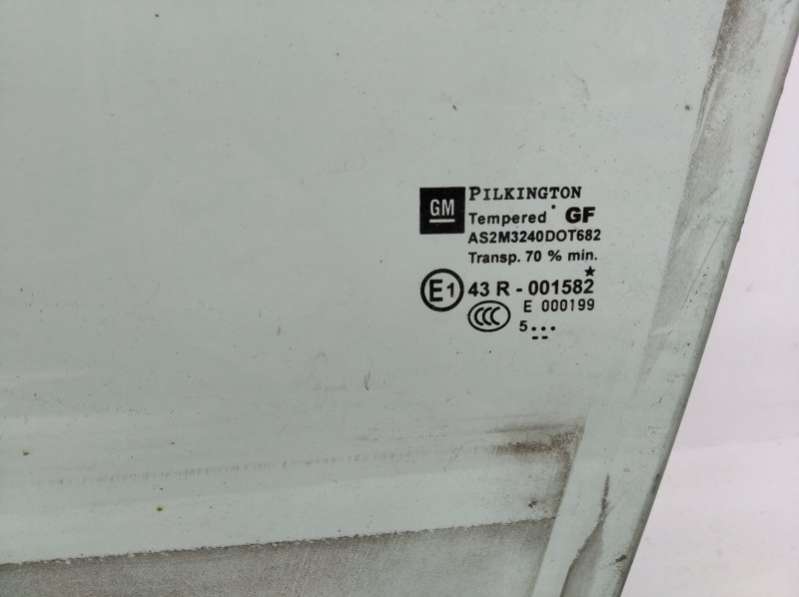 GM PILKINGTON
Tempered GF
AS2M3240DOT682
Transp. 70 % min.
E1 43 R - 001582
E 000199
CCC
5...
--